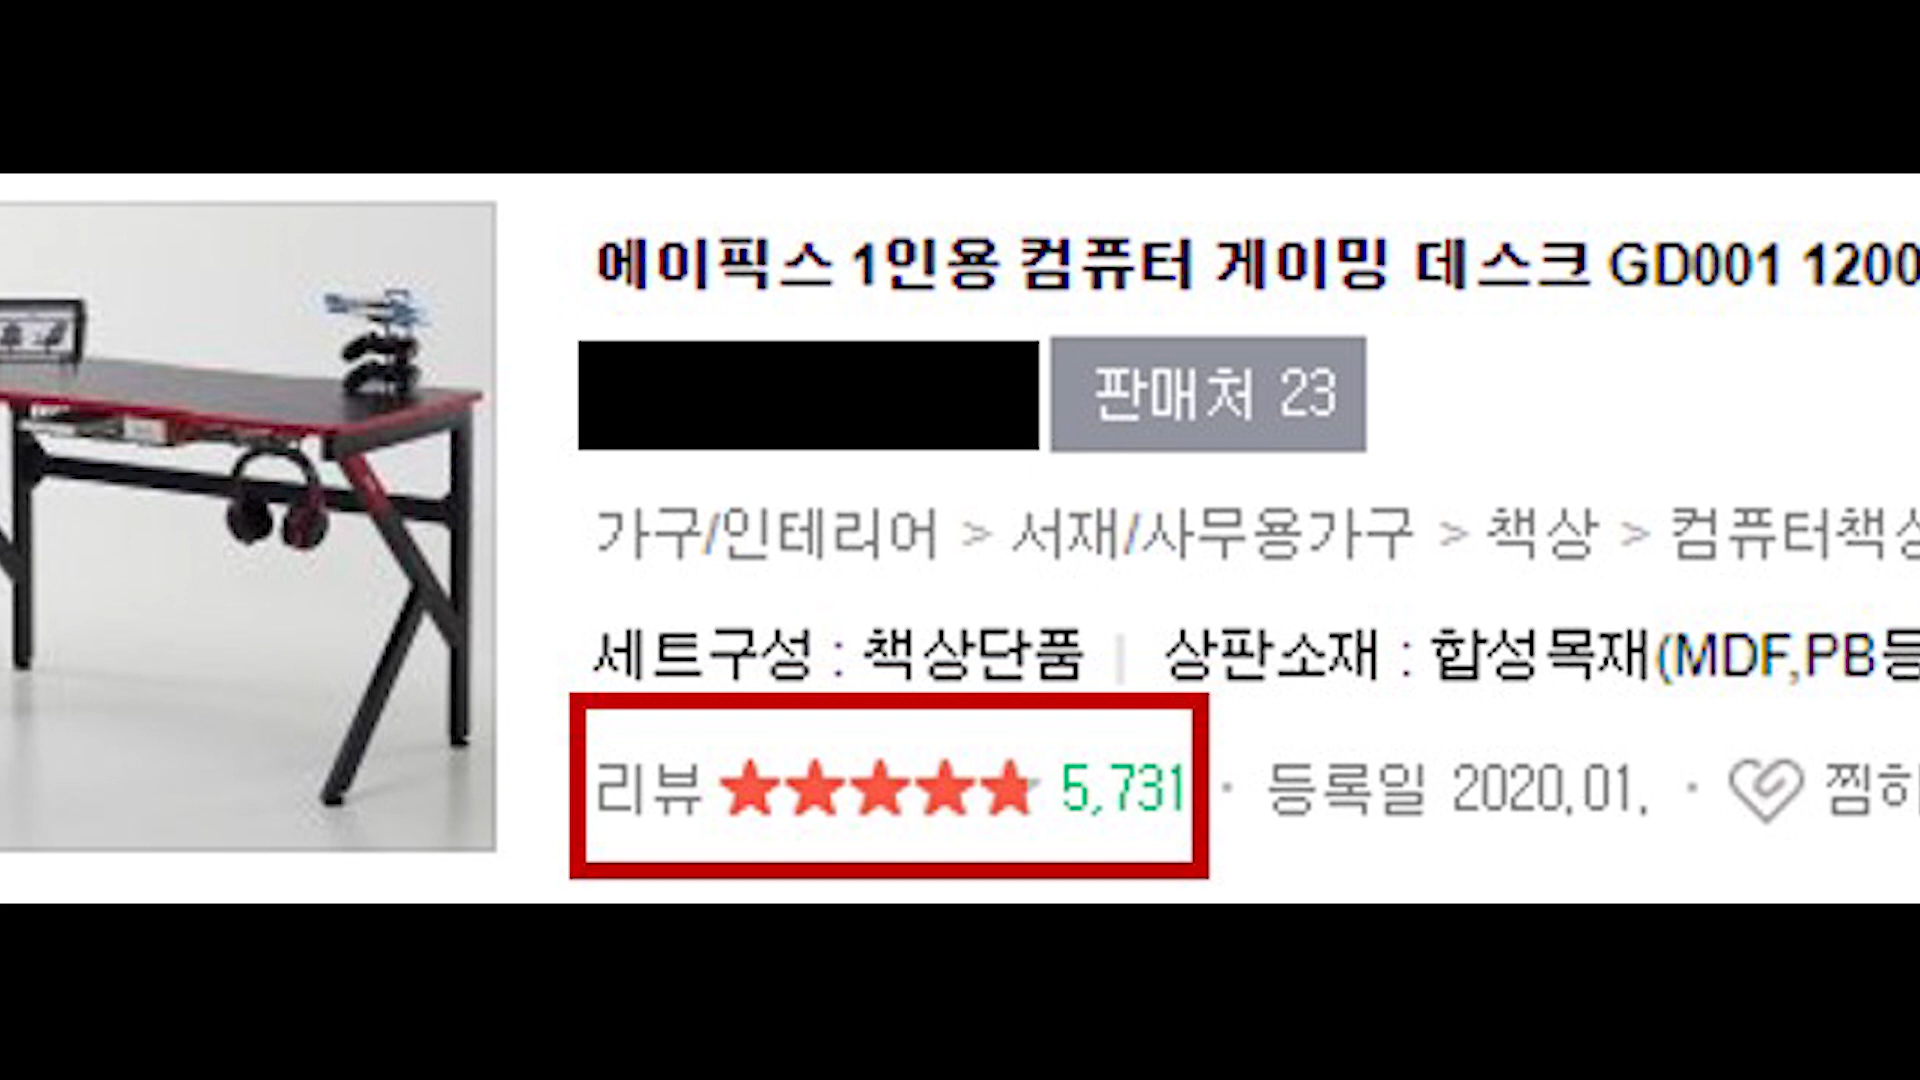 에이픽스 1인용 컴퓨터 게이밍 데스크 GD001 1200
판매처 23
가구/인테리어 > 서재/사무용가구 > 책상 > 컴퓨터책상
세트구성 : 책상단품 | 상판소재 : 합성목재(MDF,PB등
리뷰 ★★★★★ 5,731 · 등록일 2020.01. · 찜하